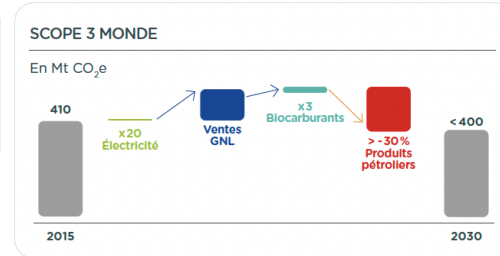 SCOPE 3 MONDE
En Mt CO₂e
410
x20
Électricité
Ventes
GNL
x3
Biocarburants
> -30%
Produits
pétroliers
<400
2015
2030